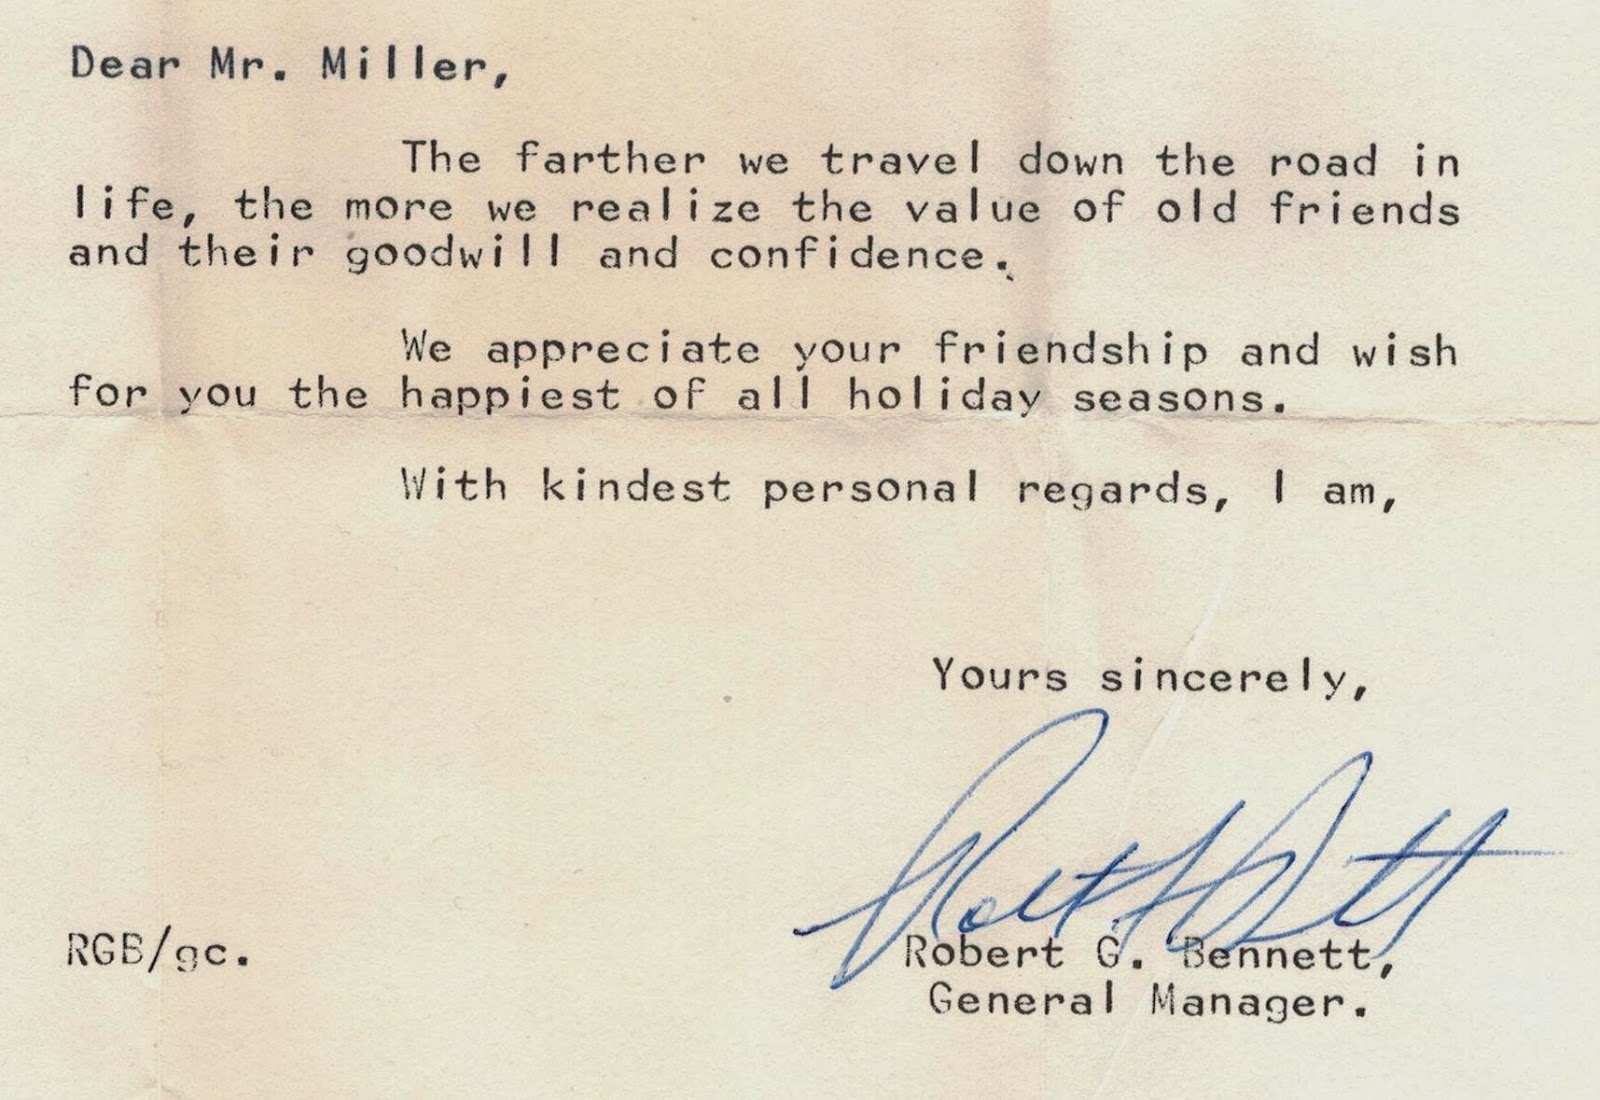 Dear Mr. Miller,
The farther we travel down the road in
life, the more we realize the value of old friends
and their goodwill and confidence.
We appreciate your friendship and wish
for you the happiest of all holiday seasons.
With kindest personal regards, I am,
Yours sincerely,
RGB/gc.
Robert G. Bennett,
General Manager.